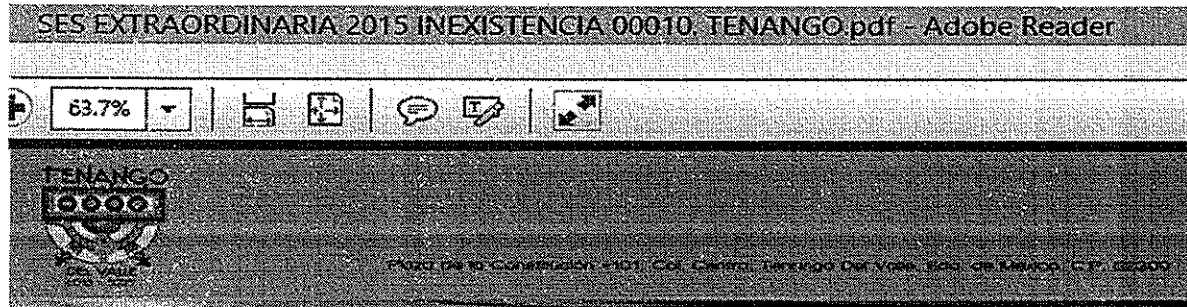 SES EXTRAORDINARIA 2015 INEXISTENCIA 00010. TENANGO.pdf - Adobe Reader
63.7%
TENANGO
DEL VALLE
Plaza de la Constitución #101, Col. Centro, Tenango Del Valle, Edo. de México,